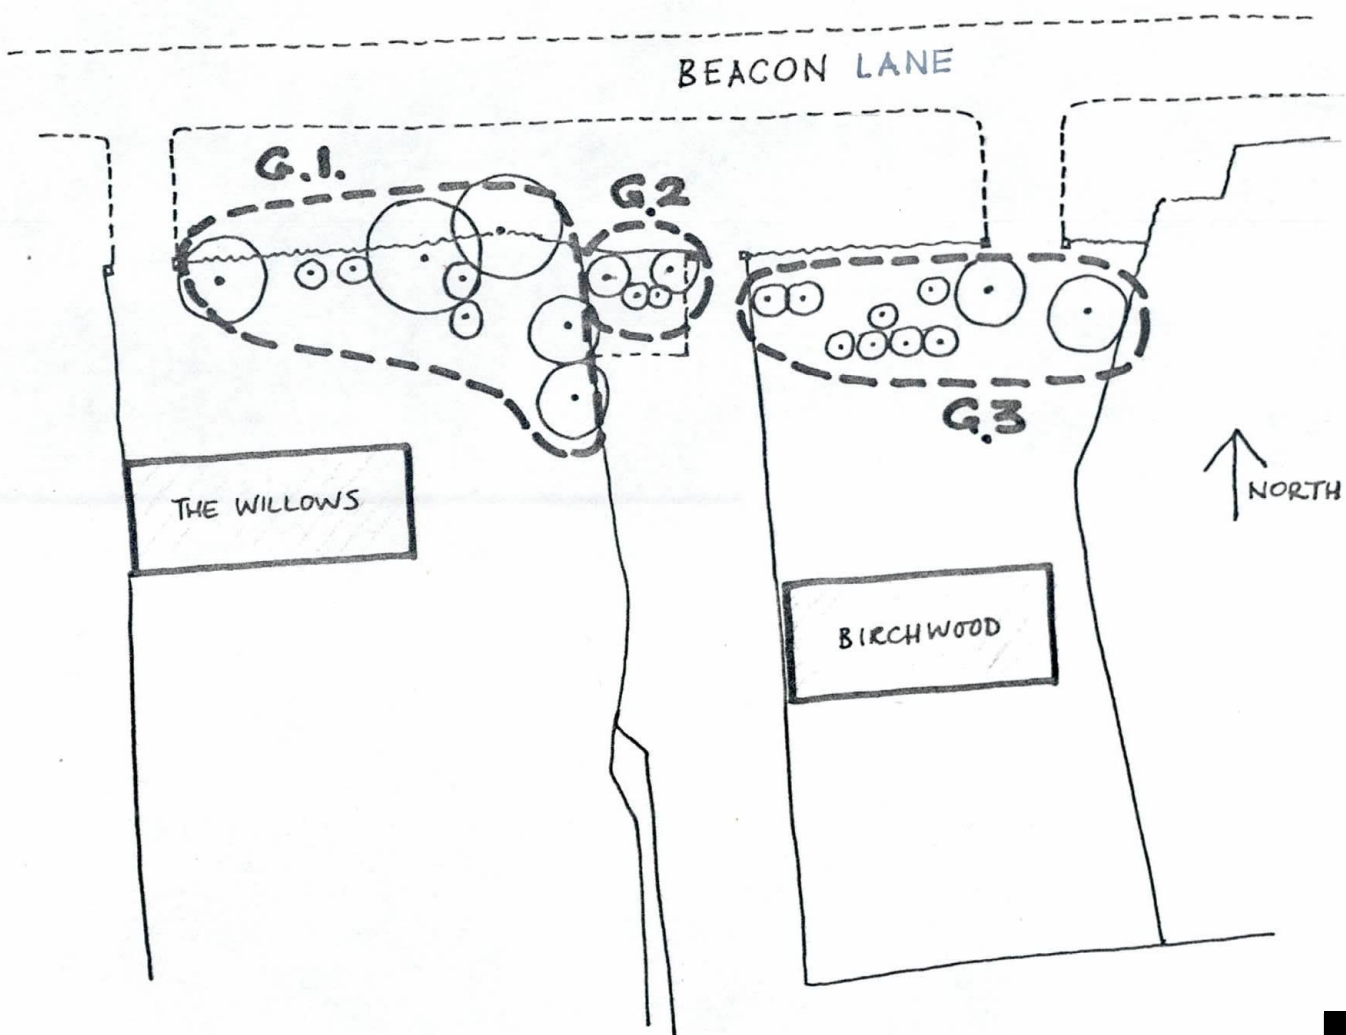 BEACON LANE
G.1.
G.2
G.3
THE WILLOWS
NORTH
BIRCHWOOD